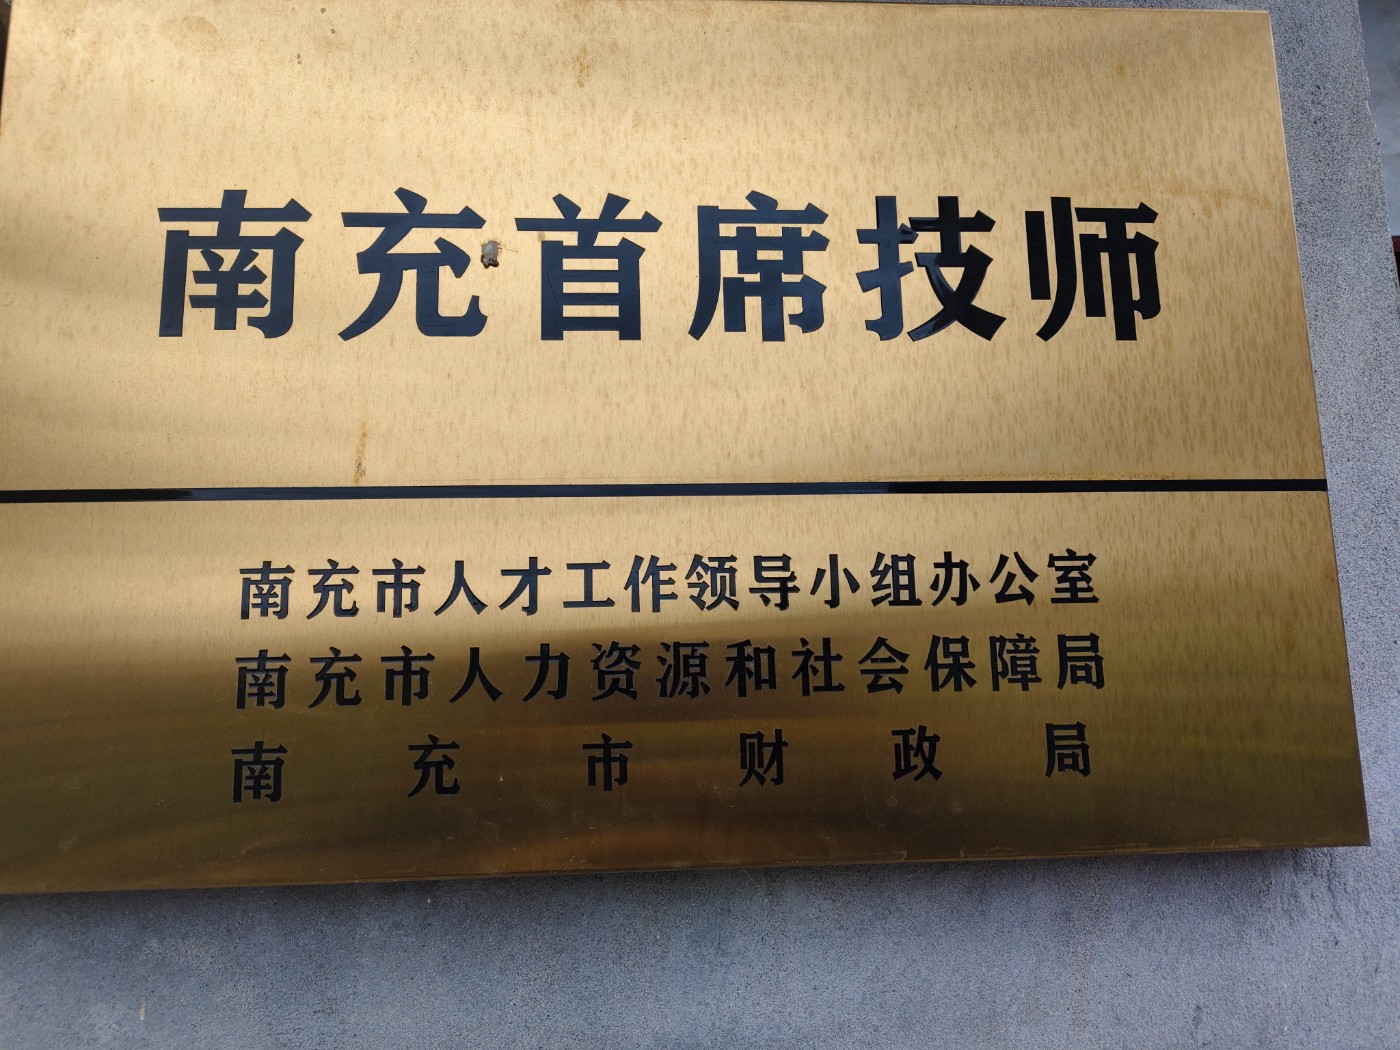 南充首席技师
南充市人才工作领导小组办公室
南充市人力资源和社会保障局
南充市财政局